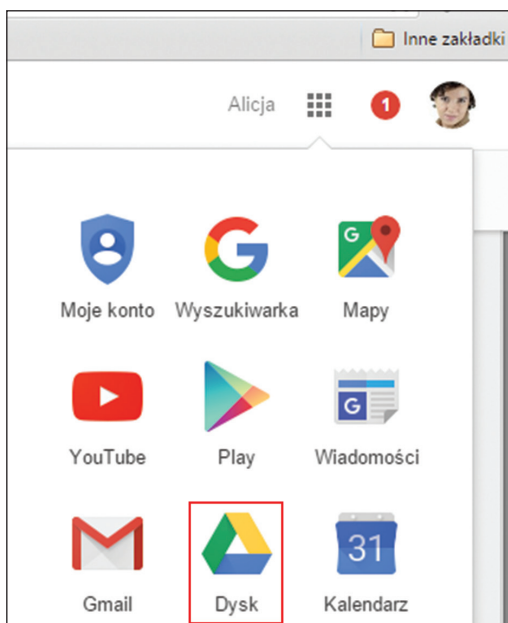 Inne zakładki
Alicja
1
G
Moje konto Wyszukiwarka Mapy
G
YouTube Play Wiadomości
31
Gmail Dysk Kalendarz